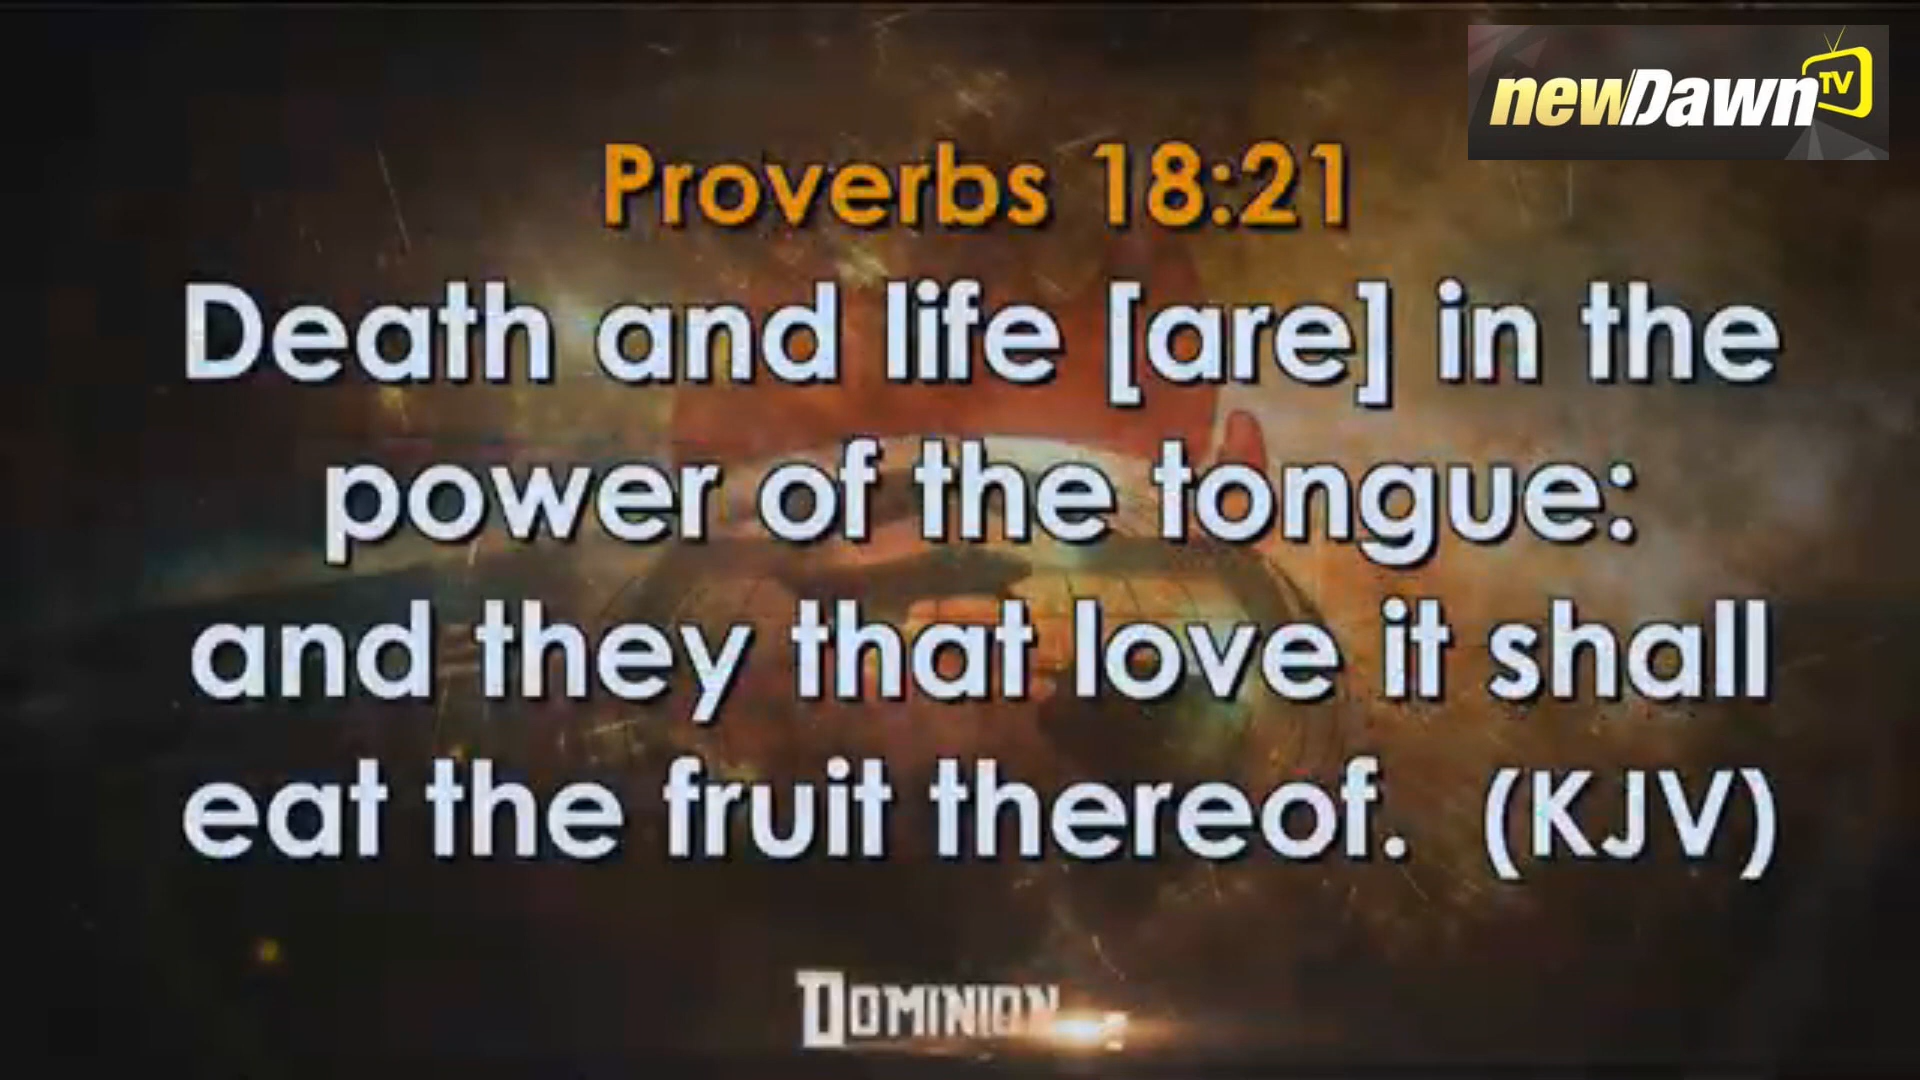 newDawn TV
Proverbs 18:21
Death and life [are] in the
power of the tongue:
and they that love it shall
eat the fruit thereof. (KJV)
DOMINION